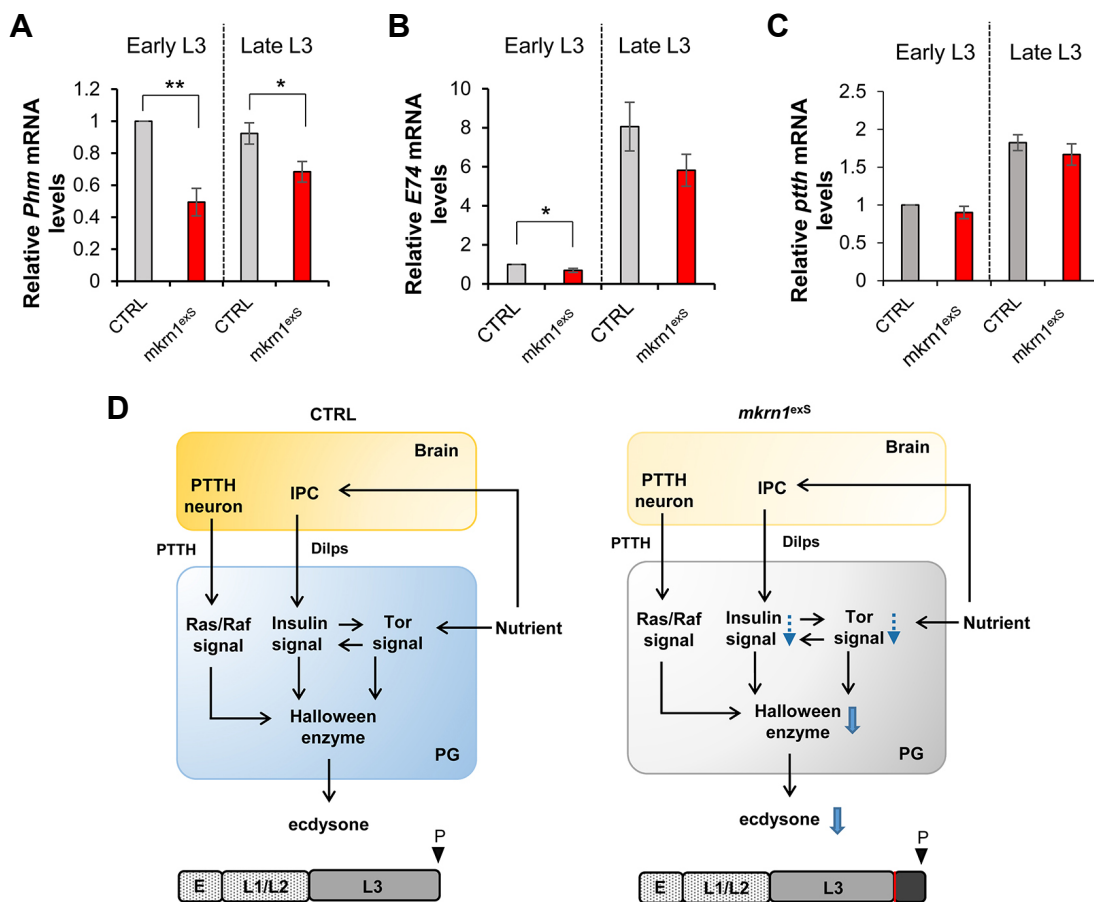 A
Early L3
Late L3
Relative Phm mRNA
levels
1.2
1
0.8
0.6
0.4
0.2
0
**
*
CTRL
mkrn1exS
CTRL
mkrn1exS
B
Early L3
Late L3
Relative E74 mRNA
levels
10
8
6
4
2
0
*
CTRL
mkrn1exS
CTRL
mkrn1exS
C
Early L3
Late L3
Relative ptth mRNA
levels
2.5
2
1.5
1
0.5
0
CTRL
mkrn1exS
CTRL
mkrn1exS
D
CTRL
Brain
PTTH
neuron
IPC
PTTH
Dilps
Ras/Raf
signal
Insulin
signal
Tor
signal
Nutrient
Halloween
enzyme
PG
ecdysone
P
E
L1/L2
L3
mkrn1exS
Brain
PTTH
neuron
IPC
PTTH
Dilps
Ras/Raf
signal
Insulin
signal
Tor
signal
Nutrient
Halloween
enzyme
PG
ecdysone
P
E
L1/L2
L3